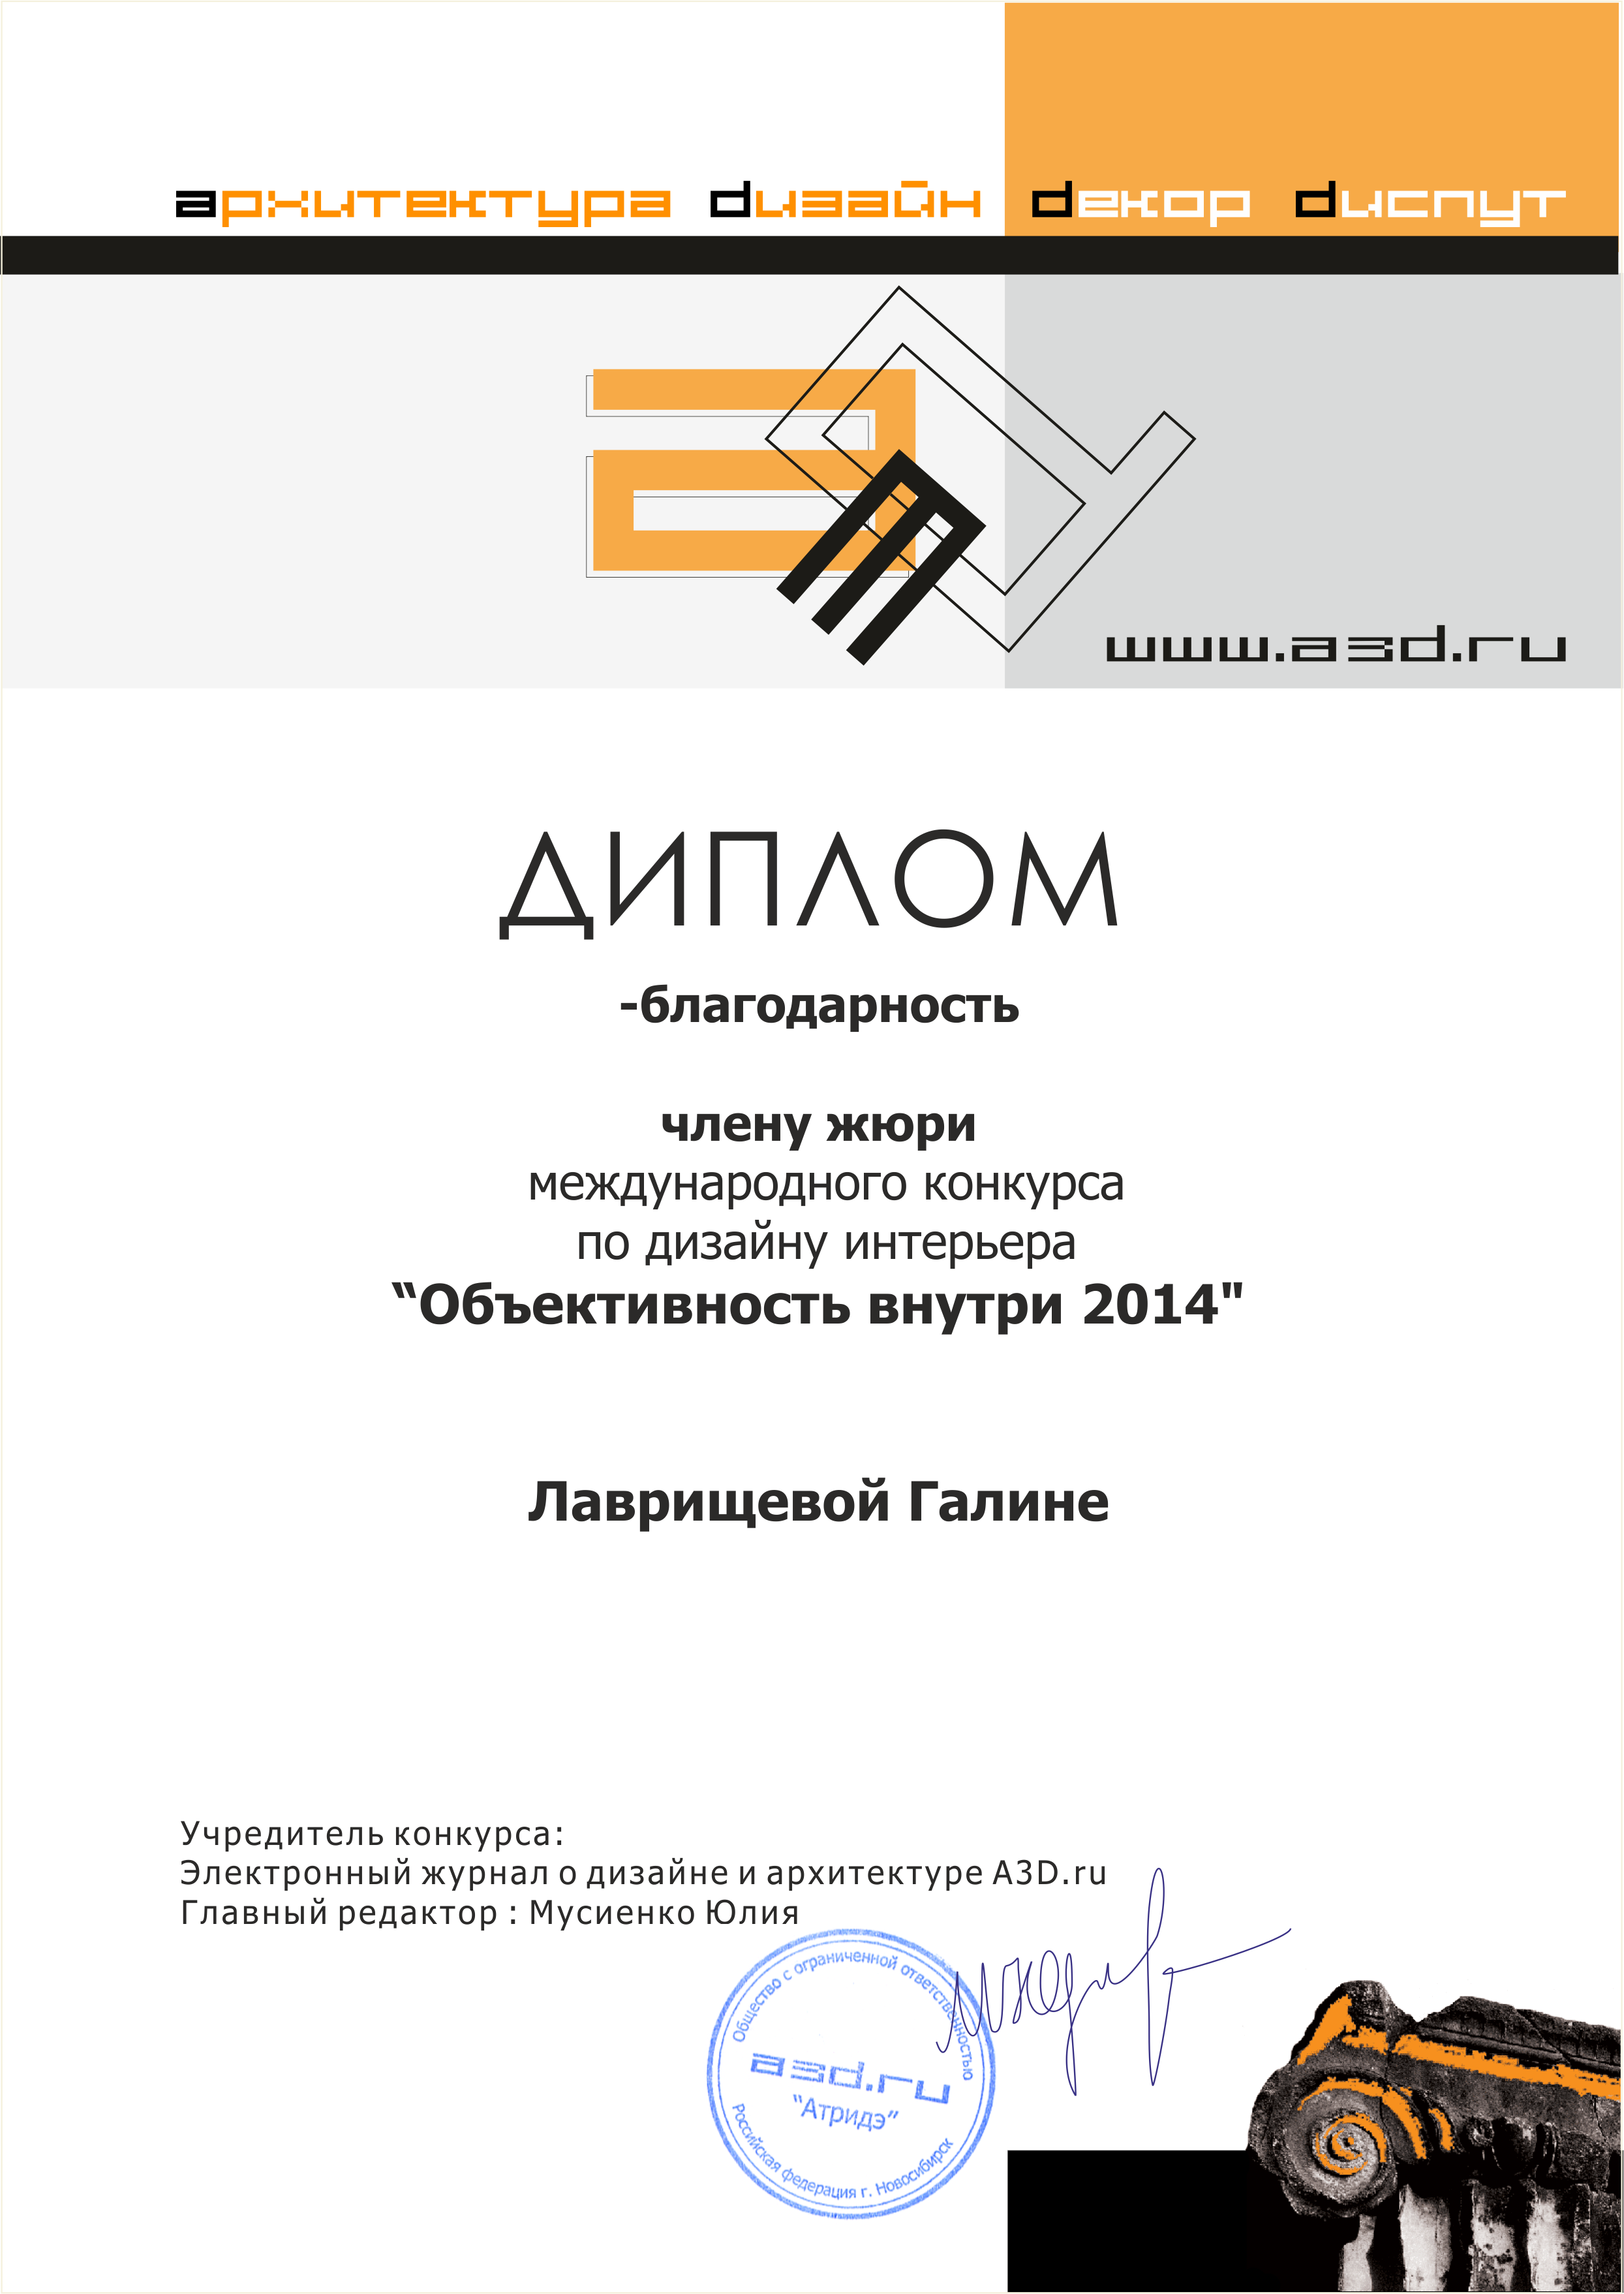 архитектура dизайн dекор dиспут
www.a3d.ru
ДИПЛОМ
-благодарность
члену жюри
международного конкурса
по дизайну интерьера
“Объективность внутри 2014"
Лаврищевой Галине
Учредитель конкурса:
Электронный журнал о дизайне и архитектуре A3D.ru
Главный редактор : Мусиенко Юлия
Общество с ограниченной ответственностью
a3d.ru
“Атридэ”
Российская федерация г. Новосибирск